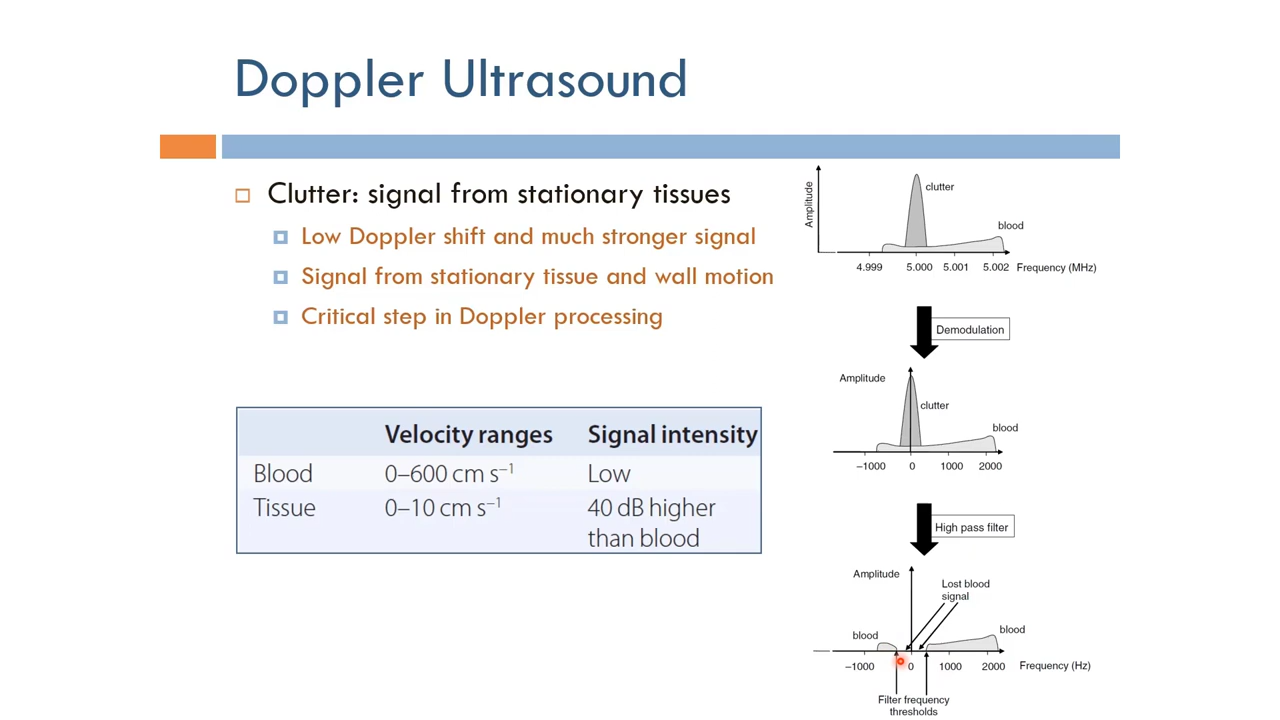 Doppler Ultrasound
Clutter: signal from stationary tissues
Low Doppler shift and much stronger signal
Signal from stationary tissue and wall motion
Critical step in Doppler processing
Velocity ranges Signal intensity
Blood 0–600 cm s⁻¹ Low
Tissue 0–10 cm s⁻¹ 40 dB higher
than blood
Amplitude
clutter
blood
4.999 5.000 5.001 5.002 Frequency (MHz)
Demodulation
Amplitude
clutter
blood
−1000 0 1000 2000
High pass filter
Amplitude
Lost blood
signal
blood
blood
−1000 0 1000 2000 Frequency (Hz)
Filter frequency
thresholds